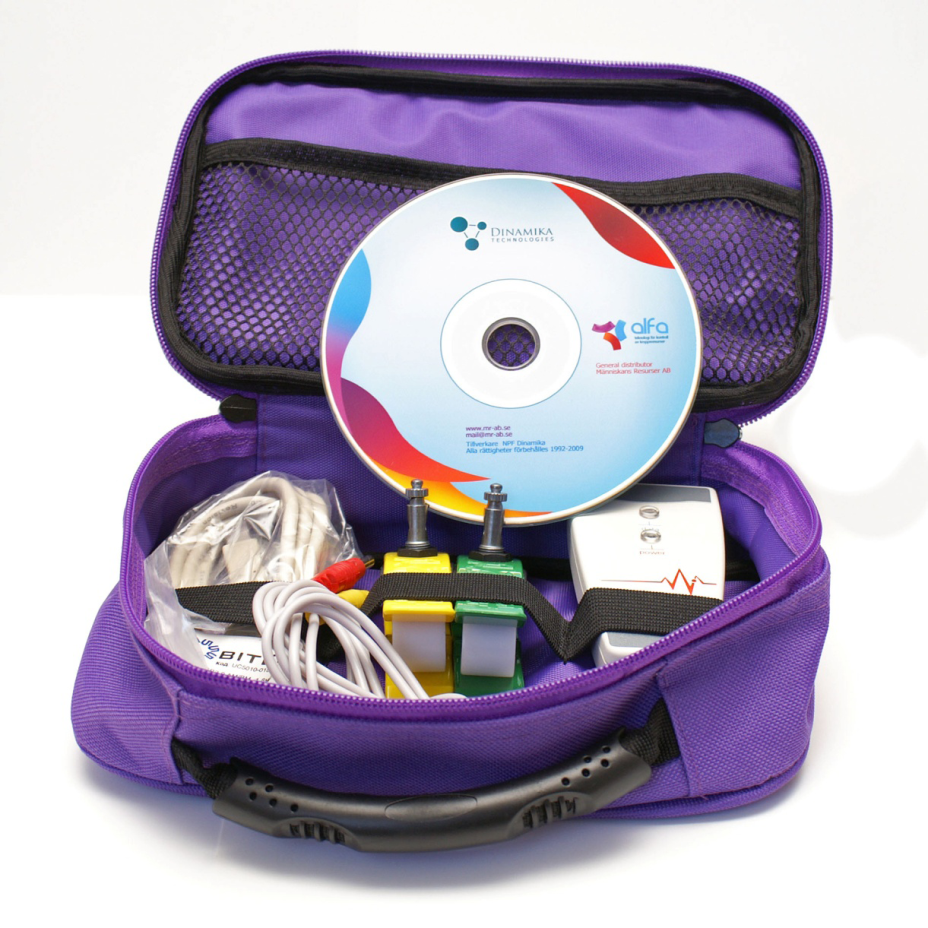 DINAMIKA
TECHNOLOGIES
alfa
General distributor
Människans Resurser AB
www.mr-ab.se
mail@mr-ab.se
Tillverkare NPF Dinamika
Alla rättigheter förbehålles 1992-2009
POWER
BIT